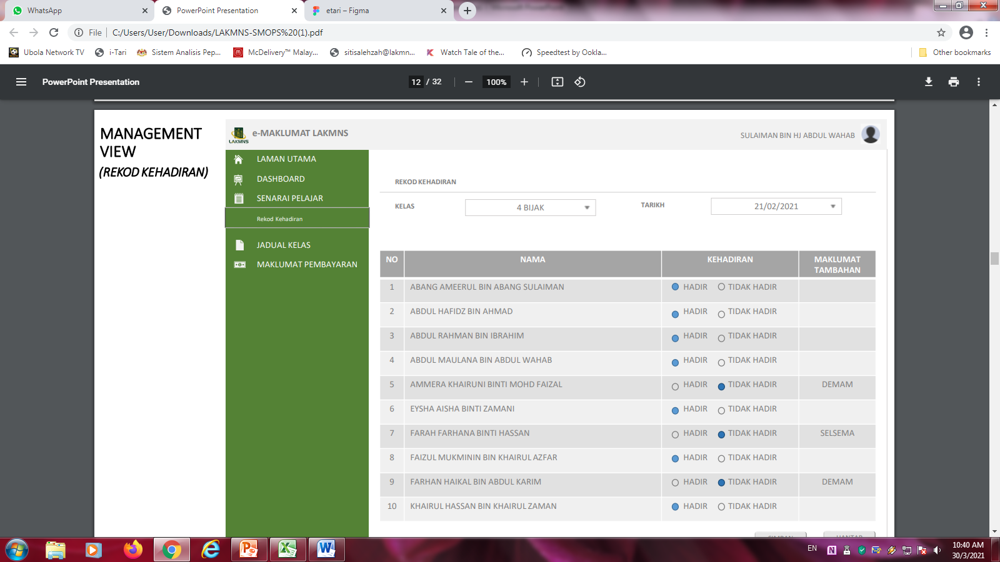 WhatsApp
PowerPoint Presentation
etari – Figma
File
C:/Users/User/Downloads/LAKMNS-SMOPS%20(1).pdf
Ubola Network TV
i-Tari
Sistem Analisis Pep...
McDelivery™ Malay...
sitisalehzah@lakmn...
Watch Tale of the...
Speedtest by Ookla...
Other bookmarks
PowerPoint Presentation
12 / 32
100%
MANAGEMENT
VIEW
(REKOD KEHADIRAN)
LAKMNS
e-MAKLUMAT LAKMNS
SULAIMAN BIN HJ ABDUL WAHAB
LAMAN UTAMA
DASHBOARD
SENARAI PELAJAR
Rekod Kehadiran
JADUAL KELAS
MAKLUMAT PEMBAYARAN
REKOD KEHADIRAN
KELAS 4 BIJAK TARIKH 21/02/2021
NO NAMA KEHADIRAN MAKLUMAT
TAMBAHAN
1 ABANG AMEERUL BIN ABANG SULAIMAN HADIR TIDAK HADIR
2 ABDUL HAFIDZ BIN AHMAD HADIR TIDAK HADIR
3 ABDUL RAHMAN BIN IBRAHIM HADIR TIDAK HADIR
4 ABDUL MAULANA BIN ABDUL WAHAB HADIR TIDAK HADIR
5 AMMERA KHAIRUNI BINTI MOHD FAIZAL HADIR TIDAK HADIR DEMAM
6 EYSHA AISHA BINTI ZAMANI HADIR TIDAK HADIR
7 FARAH FARHANA BINTI HASSAN HADIR TIDAK HADIR SELSEMA
8 FAIZUL MUKMININ BIN KHAIRUL AZFAR HADIR TIDAK HADIR
9 FARHAN HAIKAL BIN ABDUL KARIM HADIR TIDAK HADIR DEMAM
10 KHAIRUL HASSAN BIN KHAIRUL ZAMAN HADIR TIDAK HADIR
EN
10:40 AM
30/3/2021